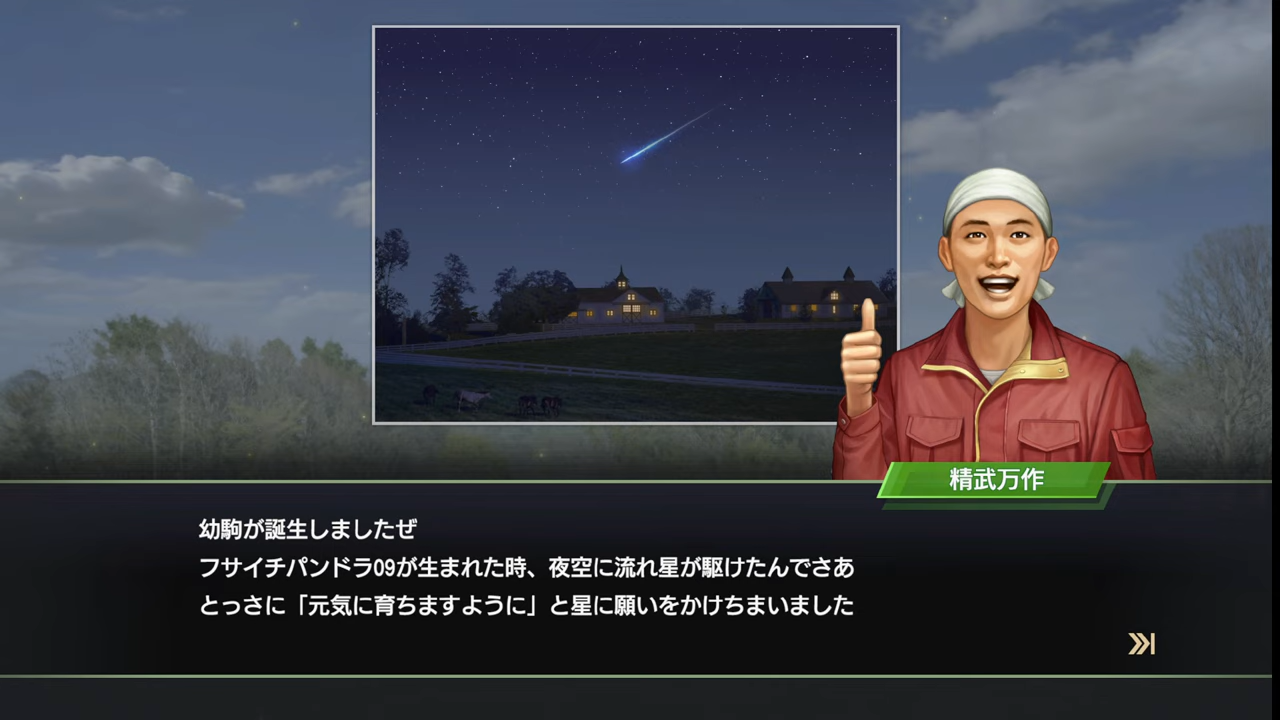 精武万作
幼駒が誕生しましたぜ
フサイチパンドラ09が生まれた時、夜空に流れ星が駆けたんでさあ
とっさに「元気に育ちますように」と星に願いをかけちまいました